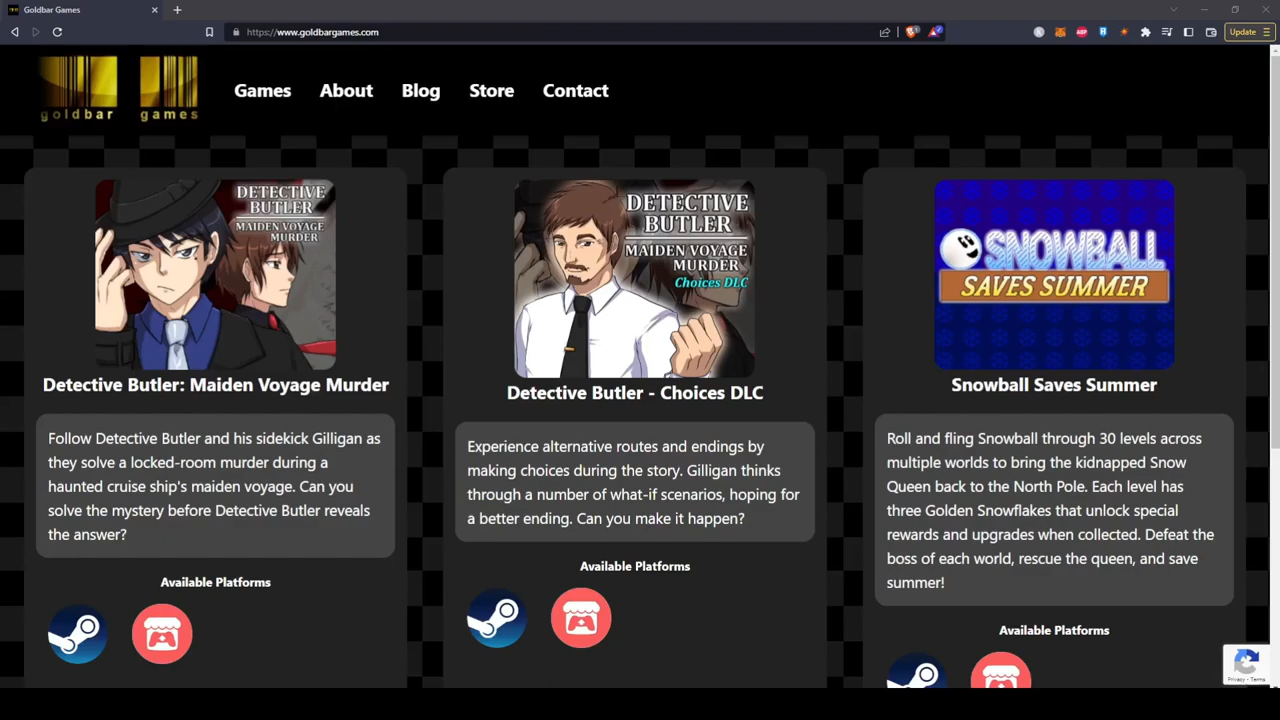 Goldbar Games
https://www.goldbargames.com
Update
goldbar games
Games About Blog Store Contact
DETECTIVE
BUTLER
MAIDEN VOYAGE
MURDER
Detective Butler: Maiden Voyage Murder
Follow Detective Butler and his sidekick Gilligan as
they solve a locked-room murder during a
haunted cruise ship's maiden voyage. Can you
solve the mystery before Detective Butler reveals
the answer?
Available Platforms
DETECTIVE
BUTLER
MAIDEN VOYAGE
MURDER
Choices DLC
Detective Butler - Choices DLC
Experience alternative routes and endings by
making choices during the story. Gilligan thinks
through a number of what-if scenarios, hoping for
a better ending. Can you make it happen?
Available Platforms
SNOWBALL
SAVES SUMMER
Snowball Saves Summer
Roll and fling Snowball through 30 levels across
multiple worlds to bring the kidnapped Snow
Queen back to the North Pole. Each level has
three Golden Snowflakes that unlock special
rewards and upgrades when collected. Defeat the
boss of each world, rescue the queen, and save
summer!
Available Platforms
Privacy - Terms